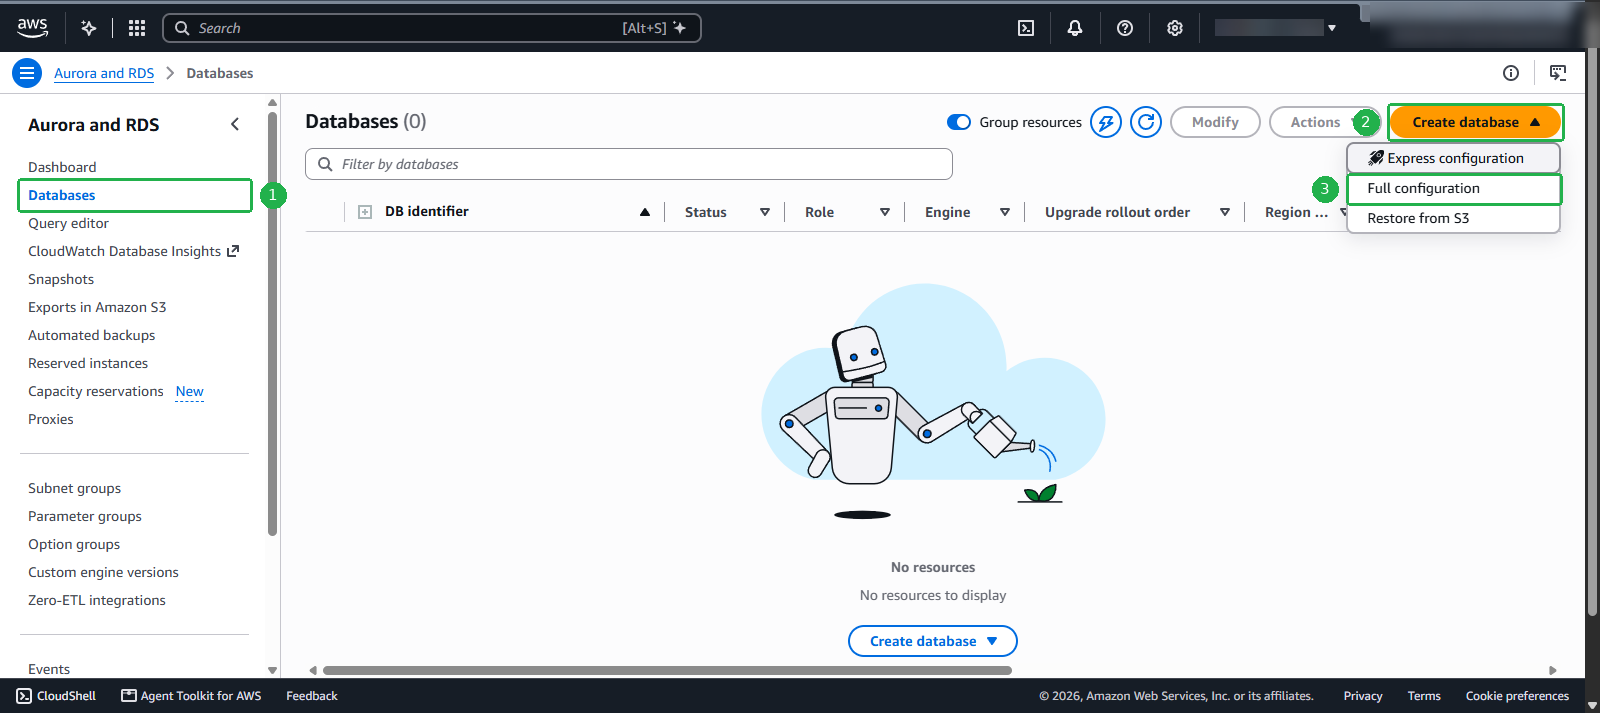 aws
Search [Alt+S]
Aurora and RDS > Databases
Aurora and RDS
Dashboard
Databases
1
Query editor
CloudWatch Database Insights
Snapshots
Exports in Amazon S3
Automated backups
Reserved instances
Capacity reservations New
Proxies
Subnet groups
Parameter groups
Option groups
Custom engine versions
Zero-ETL integrations
Events
Databases (0)
Group resources
Modify
Actions
2
Create database
Express configuration
3
Full configuration
Restore from S3
Filter by databases
DB identifier Status Role Engine Upgrade rollout order Region ...
No resources
No resources to display
Create database
CloudShell Agent Toolkit for AWS Feedback © 2026, Amazon Web Services, Inc. or its affiliates. Privacy Terms Cookie preferences